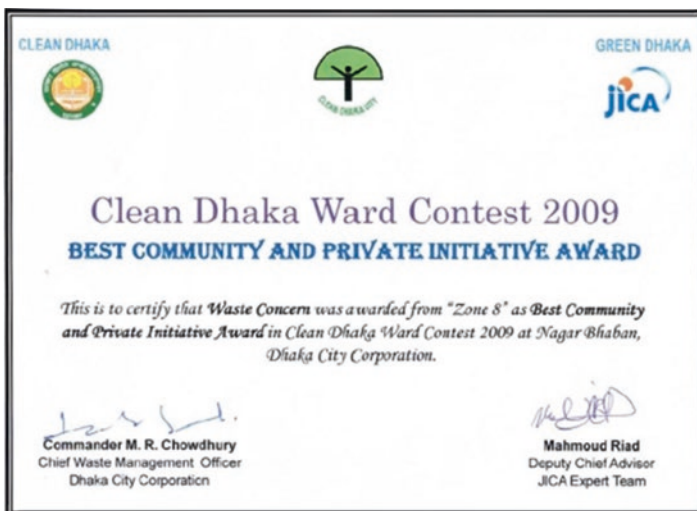 CLEAN DHAKA
GREEN DHAKA
CLEAN DHAKA CITY
jICA
Clean Dhaka Ward Contest 2009
BEST COMMUNITY AND PRIVATE INITIATIVE AWARD
This is to certify that Waste Concern was awarded from "Zone 8" as Best Community
and Private Initiative Award in Clean Dhaka Ward Contest 2009 at Nagar Bhaban,
Dhaka City Corporation.
Commander M. R. Chowdhury
Chief Waste Management Officer
Dhaka City Corporation
Mahmoud Riad
Deputy Chief Advisor
JICA Expert Team